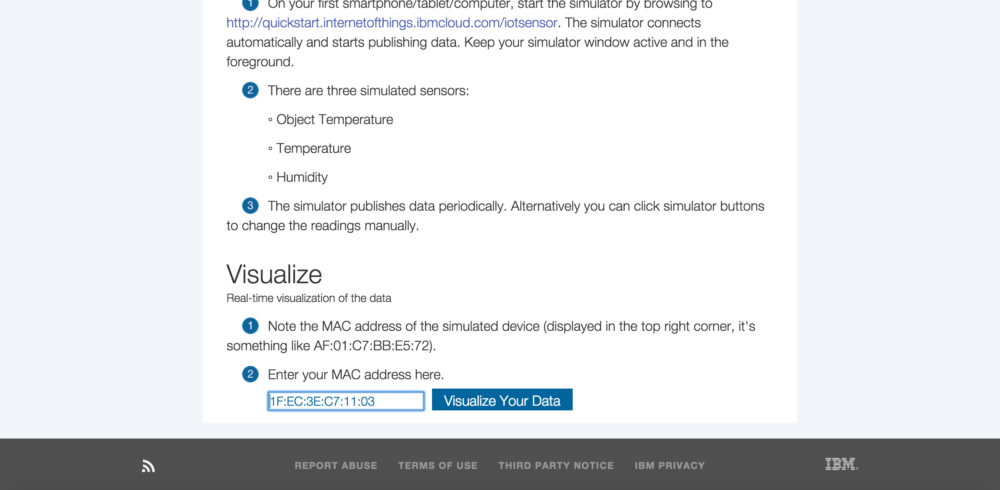 1 On your first smartphone/tablet/computer, start the simulator by browsing to
http://quickstart.internetofthings.ibmcloud.com/iotsensor. The simulator connects
automatically and starts publishing data. Keep your simulator window active and in the
foreground.
2 There are three simulated sensors:
◦ Object Temperature
◦ Temperature
◦ Humidity
3 The simulator publishes data periodically. Alternatively you can click simulator buttons
to change the readings manually.
Visualize
Real-time visualization of the data
1 Note the MAC address of the simulated device (displayed in the top right corner, it's
something like AF:01:C7:BB:E5:72).
2 Enter your MAC address here.
1F:EC:3E:C7:11:03 Visualize Your Data
REPORT ABUSE TERMS OF USE THIRD PARTY NOTICE IBM PRIVACY IBM.